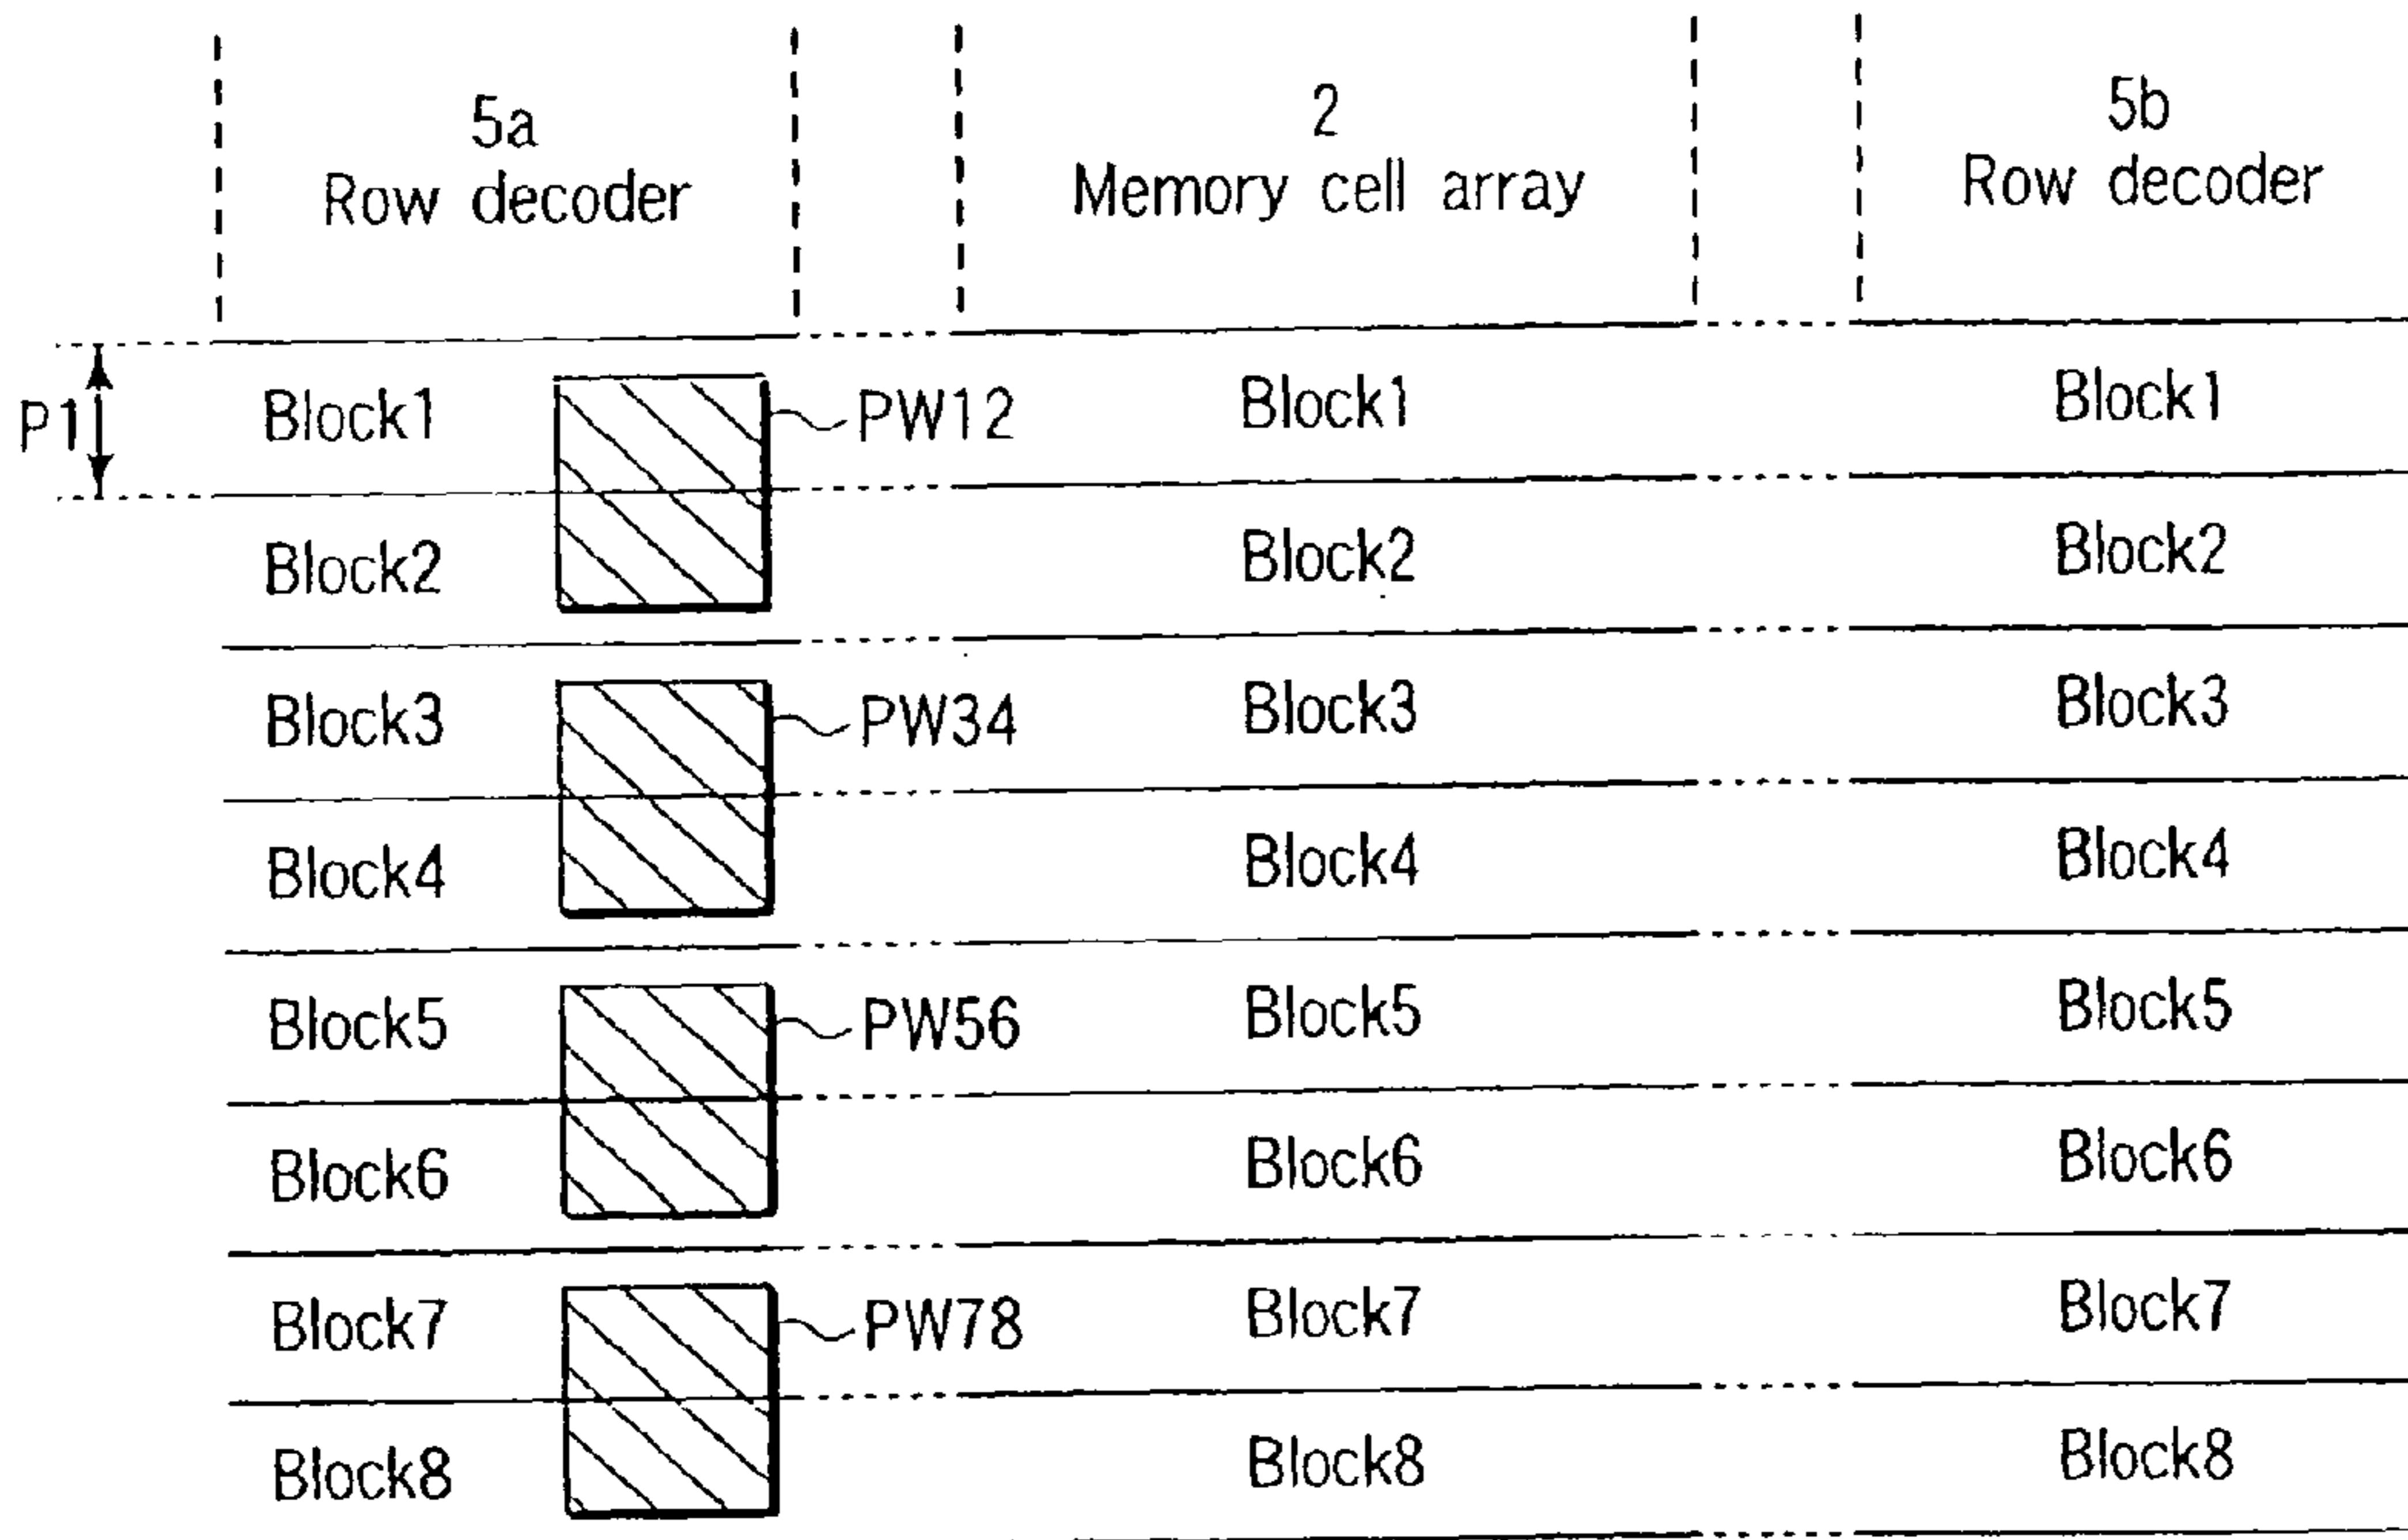 5a
Row decoder
2
Memory cell array
5b
Row decoder
P1
Block1
PW12
Block1
Block1
Block2
Block2
Block2
Block3
PW34
Block3
Block3
Block4
Block4
Block4
Block5
PW56
Block5
Block5
Block6
Block6
Block6
Block7
PW78
Block7
Block7
Block8
Block8
Block8